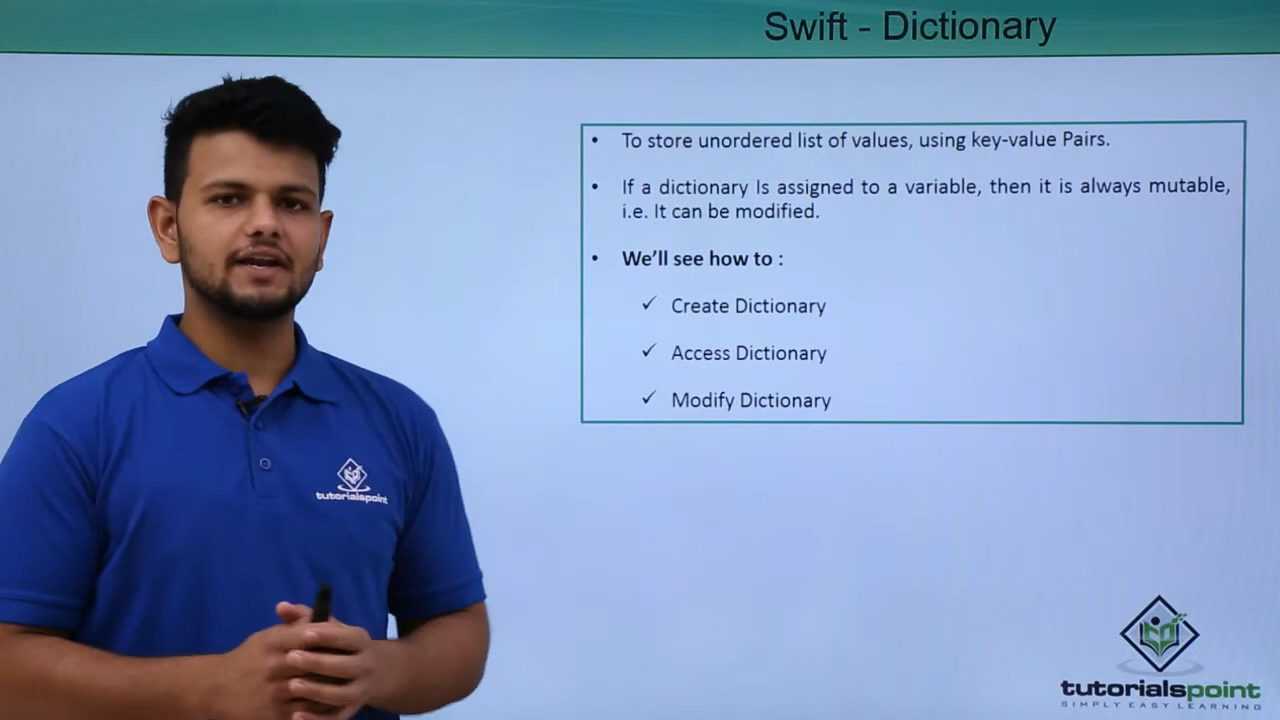 Swift - Dictionary
• To store unordered list of values, using key-value Pairs.
• If a dictionary Is assigned to a variable, then it is always mutable,
i.e. It can be modified.
• We'll see how to :
✓ Create Dictionary
✓ Access Dictionary
✓ Modify Dictionary
tutorialspoint
tutorialspoint
SIMPLY EASY LEARNING